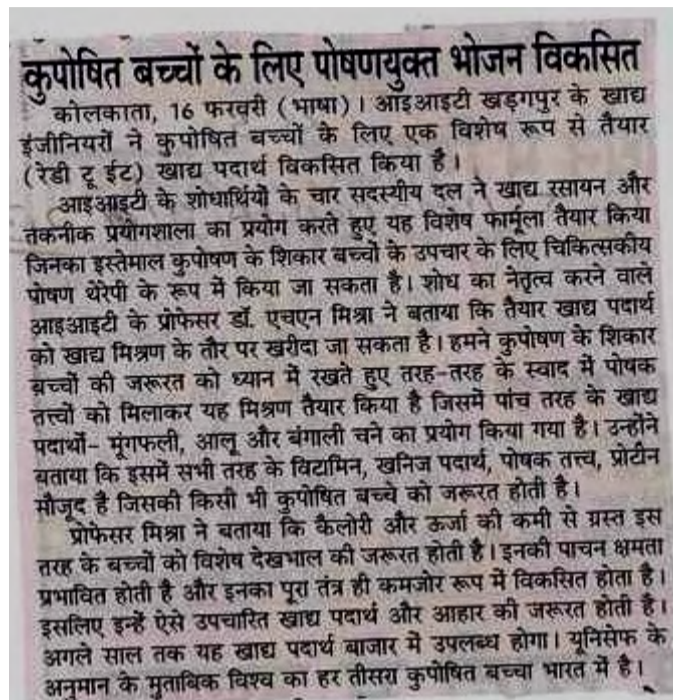 कुपोषित बच्चों के लिए पोषणयुक्त भोजन विकसित
कोलकाता, 16 फरवरी (भाषा)। आइआइटी खड़गपुर के खाद्य
इंजीनियरों ने कुपोषित बच्चों के लिए एक विशेष रूप से तैयार
(रेडी टू ईट) खाद्य पदार्थ विकसित किया है।
आइआइटी के शोधार्थियों के चार सदस्यीय दल ने खाद्य रसायन और
तकनीक प्रयोगशाला का प्रयोग करते हुए यह विशेष फार्मूला तैयार किया
जिनका इस्तेमाल कुपोषण के शिकार बच्चों के उपचार के लिए चिकित्सकीय
पोषण थेरेपी के रूप में किया जा सकता है। शोध का नेतृत्व करने वाले
आइआइटी के प्रोफेसर डॉ. एचएन मिश्रा ने बताया कि तैयार खाद्य पदार्थ
को खाद्य मिश्रण के तौर पर खरीदा जा सकता है। हमने कुपोषण के शिकार
बच्चों की जरूरत को ध्यान में रखते हुए तरह-तरह के स्वाद में पोषक
तत्त्वों को मिलाकर यह मिश्रण तैयार किया है जिसमें पांच तरह के खाद्य
पदार्थो- मूंगफली, आलू और बंगाली चने का प्रयोग किया गया है। उन्होंने
बताया कि इसमें सभी तरह के विटामिन, खनिज पदार्थ, पोषक तत्त्व, प्रोटीन
मौजूद है जिसकी किसी भी कुपोषित बच्चे को जरूरत होती है।
प्रोफेसर मिश्रा ने बताया कि कैलोरी और ऊर्जा की कमी से ग्रस्त इस
तरह के बच्चों को विशेष देखभाल की जरूरत होती है। इनकी पाचन क्षमता
प्रभावित होती है और इनका पूरा तंत्र ही कमजोर रूप में विकसित होता है।
इसलिए इन्हें ऐसे उपचारित खाद्य पदार्थ और आहार की जरूरत होती है।
अगले साल तक यह खाद्य पदार्थ बाजार में उपलब्ध होगा। यूनिसेफ के
अनुमान के मुताबिक विश्व का हर तीसरा कुपोषित बच्चा भारत में है।